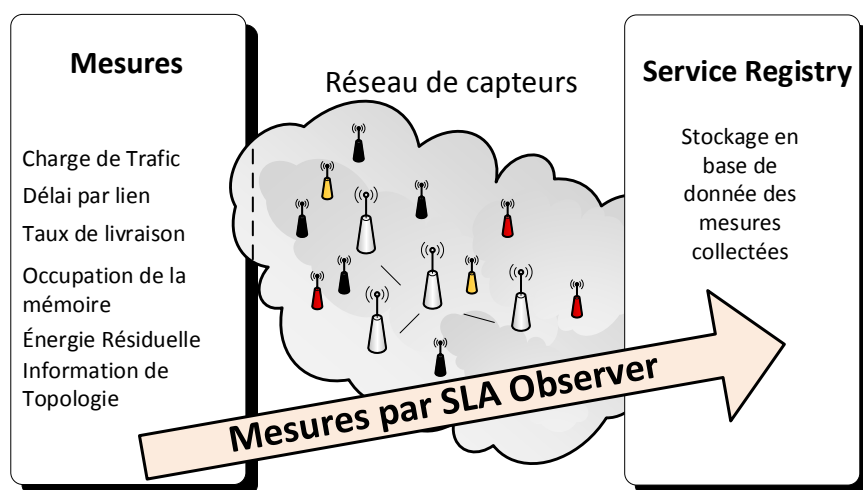 Mesures
Charge de Trafic
Délai par lien
Taux de livraison
Occupation de la
mémoire
Énergie Résiduelle
Information de
Topologie
Réseau de capteurs
Service Registry
Stockage en
base de
donnée des
mesures
collectées
Mesures par SLA Observer